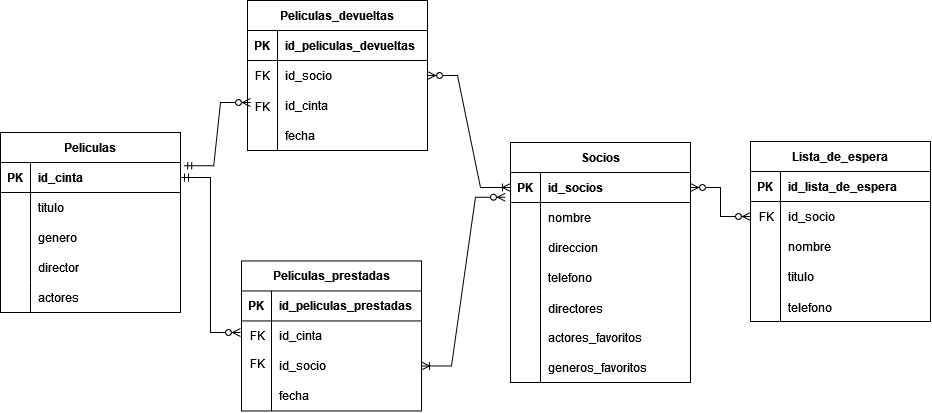 Peliculas_devueltas
PK id_peliculas_devueltas
FK id_socio
FK id_cinta
fecha
Peliculas
PK id_cinta
titulo
genero
director
actores
Peliculas_prestadas
PK id_peliculas_prestadas
FK id_cinta
FK id_socio
fecha
Socios
PK id_socios
nombre
direccion
telefono
directores
actores_favoritos
generos_favoritos
Lista_de_espera
PK id_lista_de_espera
FK id_socio
nombre
titulo
telefono